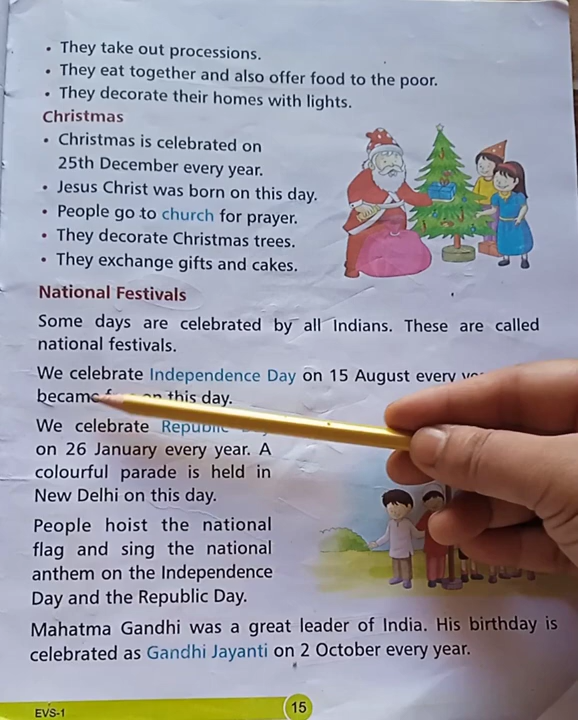 • They take out processions.
• They eat together and also offer food to the poor.
• They decorate their homes with lights.
Christmas
• Christmas is celebrated on
25th December every year.
• Jesus Christ was born on this day.
• People go to church for prayer.
• They decorate Christmas trees.
• They exchange gifts and cakes.
National Festivals
Some days are celebrated by all Indians. These are called
national festivals.
We celebrate Independence Day on 15 August every
became on this day.
We celebrate Republic
on 26 January every year. A
colourful parade is held in
New Delhi on this day.
People hoist the national
flag and sing the national
anthem on the Independence
Day and the Republic Day.
Mahatma Gandhi was a great leader of India. His birthday is
celebrated as Gandhi Jayanti on 2 October every year.
EVS-1
15